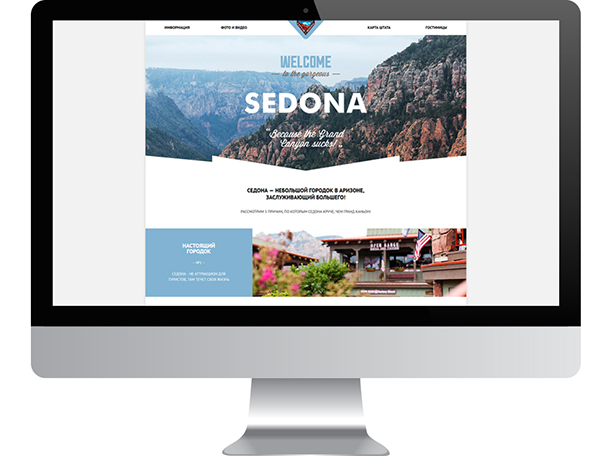 ИНФОРМАЦИЯ
ФОТО И ВИДЕО
КАРТА ШТАТА
ГОСТИНИЦЫ
WELCOME
to the gorgeous
SEDONA
"Because the Grand
Canyon sucks!"
СЕДОНА — НЕБОЛЬШОЙ ГОРОДОК В АРИЗОНЕ,
ЗАСЛУЖИВАЮЩИЙ БОЛЬШЕГО!
РАССМОТРИМ 5 ПРИЧИН, ПО КОТОРЫМ СЕДОНА КРУЧЕ, ЧЕМ ГРАНД КАНЬОН!
НАСТОЯЩИЙ
ГОРОДОК
— №1 —
СЕДОНА - НЕ АТТРАКЦИОН ДЛЯ
ТУРИСТОВ, ТАМ ТЕЧЕТ СВОЯ ЖИЗНЬ
OPEN RANGE